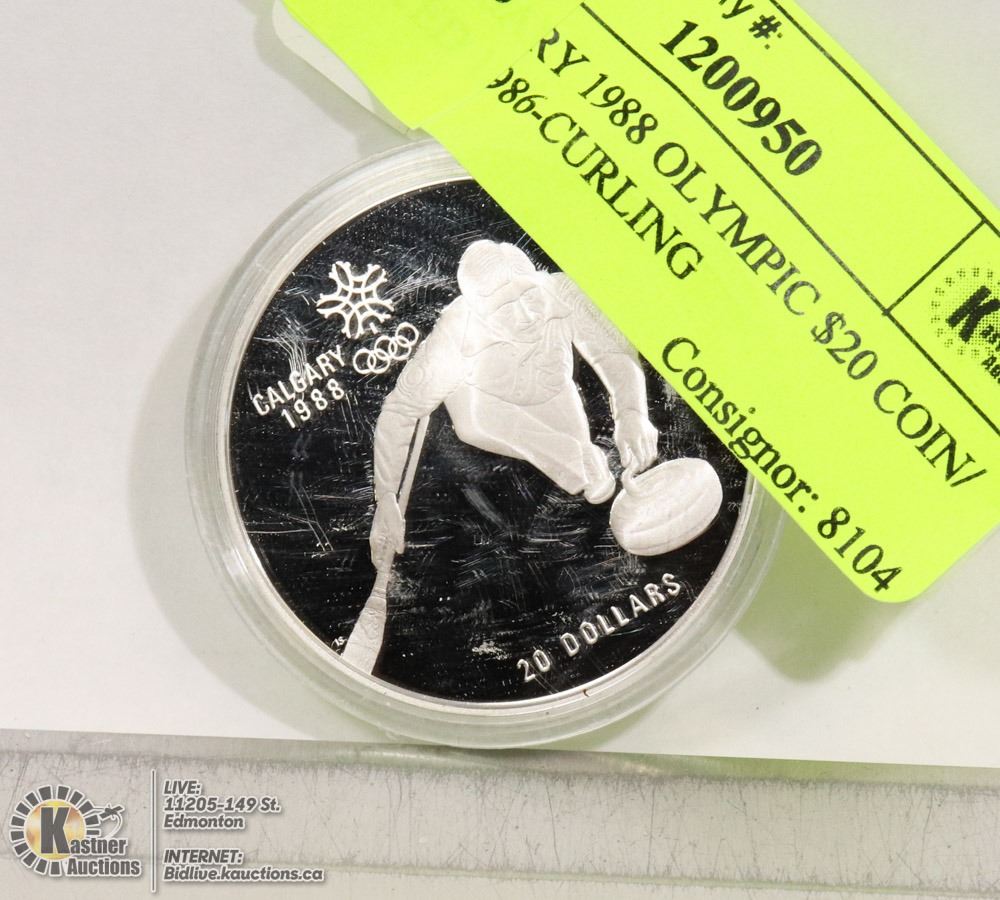 y #:
1200950
RY 1988 OLYMPIC $20 COIN/
986-CURLING
Consignor: 8104
K
CALGARY
1988
20 DOLLARS
LIVE:
11205-149 St.
Edmonton
Kastner
Auctions
INTERNET:
Bidlive.kauctions.ca